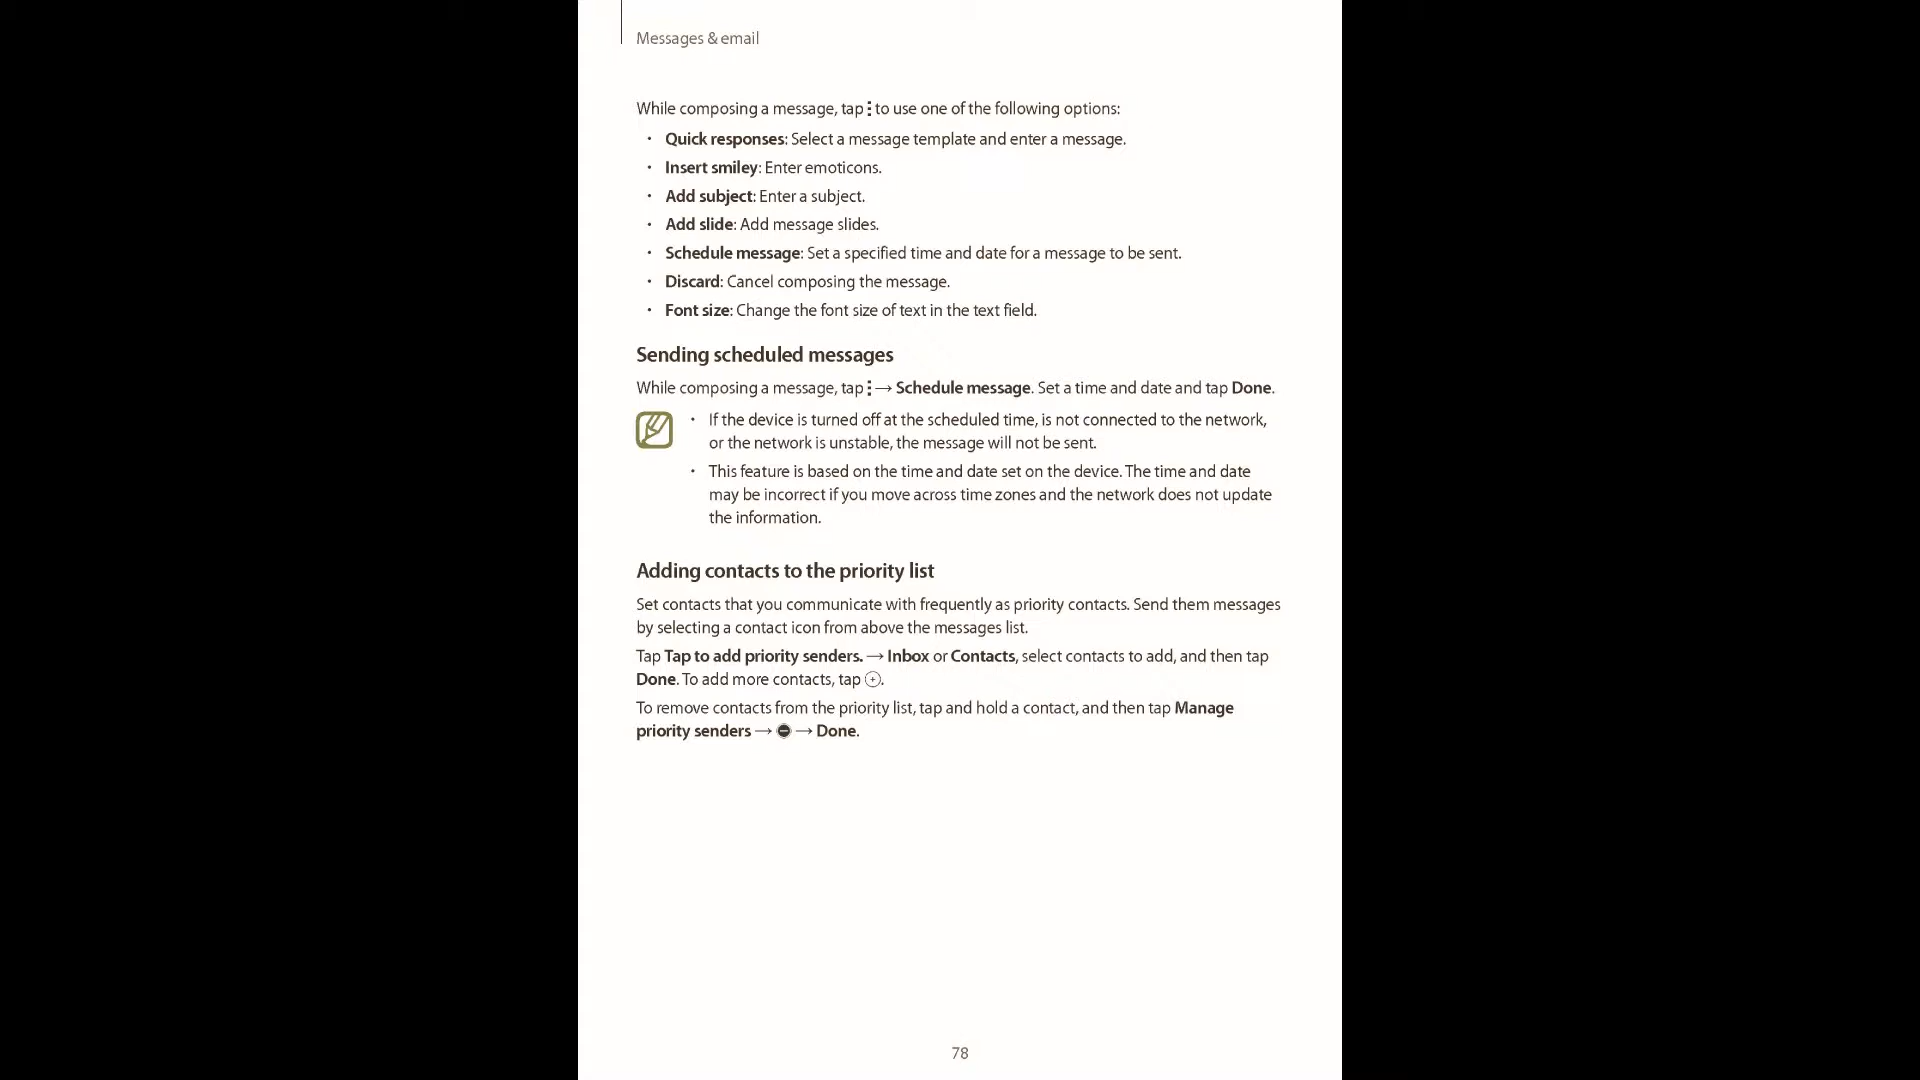 Messages & email
While composing a message, tap ⋮ to use one of the following options:
• Quick responses: Select a message template and enter a message.
• Insert smiley: Enter emoticons.
• Add subject: Enter a subject.
• Add slide: Add message slides.
• Schedule message: Set a specified time and date for a message to be sent.
• Discard: Cancel composing the message.
• Font size: Change the font size of text in the text field.
Sending scheduled messages
While composing a message, tap ⋮ → Schedule message. Set a time and date and tap Done.
• If the device is turned off at the scheduled time, is not connected to the network,
or the network is unstable, the message will not be sent.
• This feature is based on the time and date set on the device. The time and date
may be incorrect if you move across time zones and the network does not update
the information.
Adding contacts to the priority list
Set contacts that you communicate with frequently as priority contacts. Send them messages
by selecting a contact icon from above the messages list.
Tap Tap to add priority senders. → Inbox or Contacts, select contacts to add, and then tap
Done. To add more contacts, tap ⊕.
To remove contacts from the priority list, tap and hold a contact, and then tap Manage
priority senders → ⊖ → Done.
78